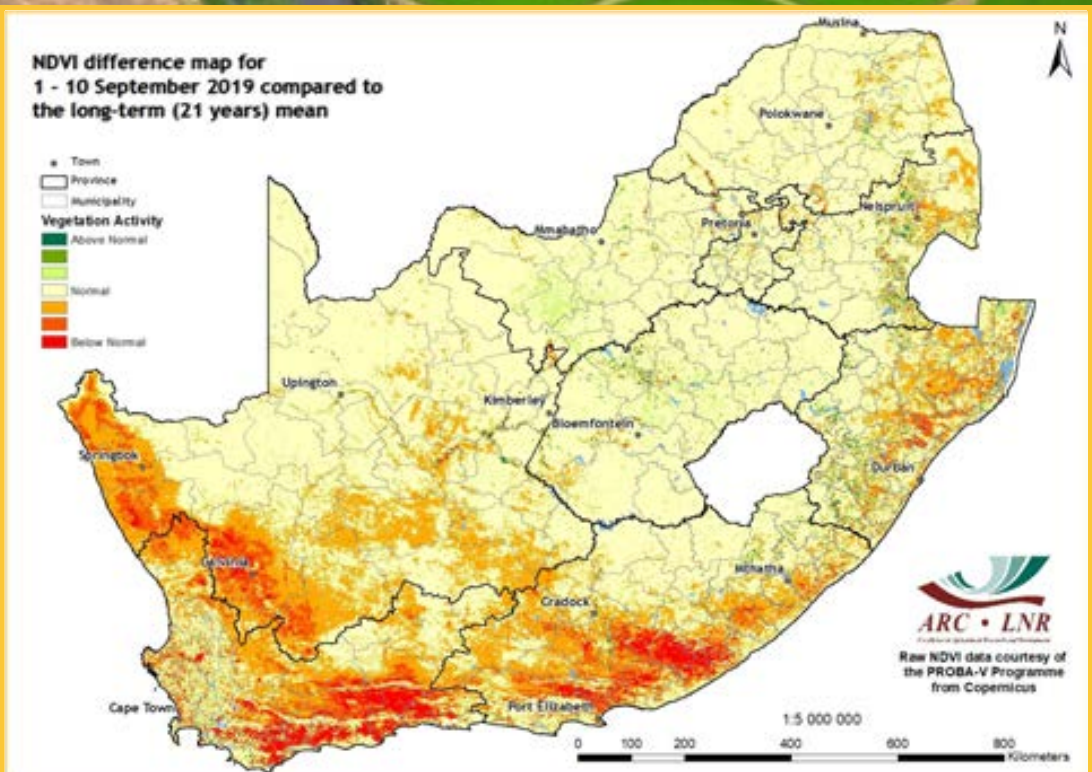 NDVI difference map for
1 - 10 September 2019 compared to
the long-term (21 years) mean
Town
Province
Municipality
Vegetation Activity
Above Normal
Normal
Below Normal
N
Musina
Polokwane
Nelspruit
Pretoria
Mmabatho
Upington
Kimberley
Bloemfontein
Springbok
Durban
Calvinia
Mthatha
Cradock
Cape Town
Port Elizabeth
ARC • LNR
Raw NDVI data courtesy of
the PROBA-V Programme
from Copernicus
1:5 000 000
0 100 200 400 600 800
Kilometers